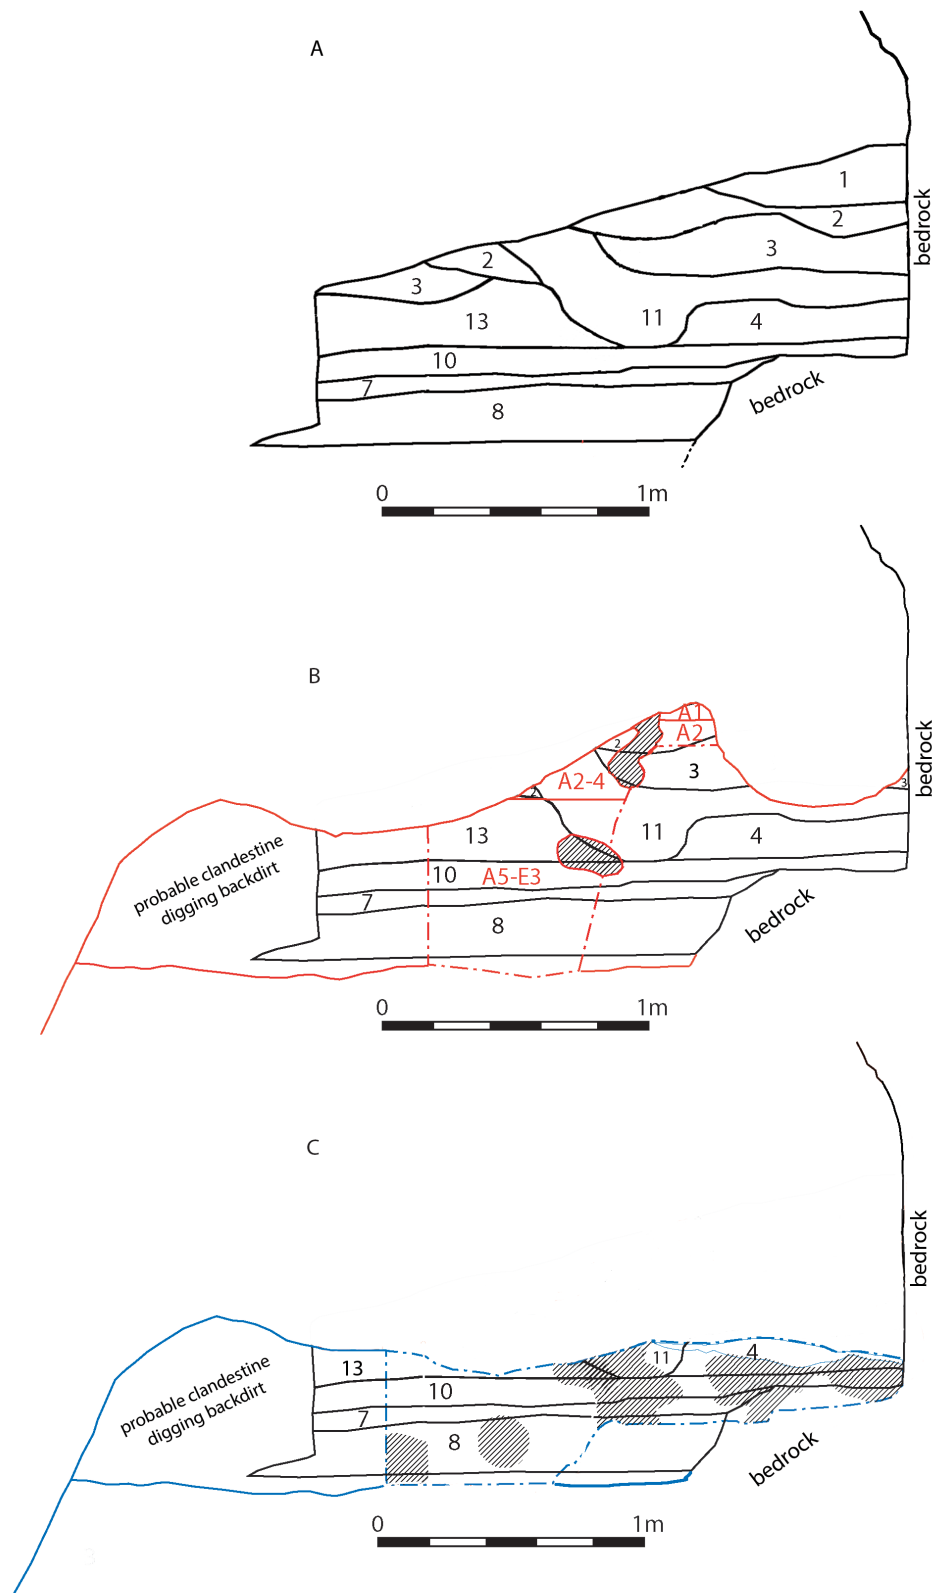 A
1
bedrock
2
3
2
3
11
4
13
10
7
bedrock
8
0 1m
B
A1
A2
2
bedrock
3
A2-4
3
2
13
11
4
probable clandestine
digging backdirt
10
A5-E3
7
8
bedrock
0 1m
C
bedrock
4
11
13
10
probable clandestine
digging backdirt
7
8
bedrock
0 1m